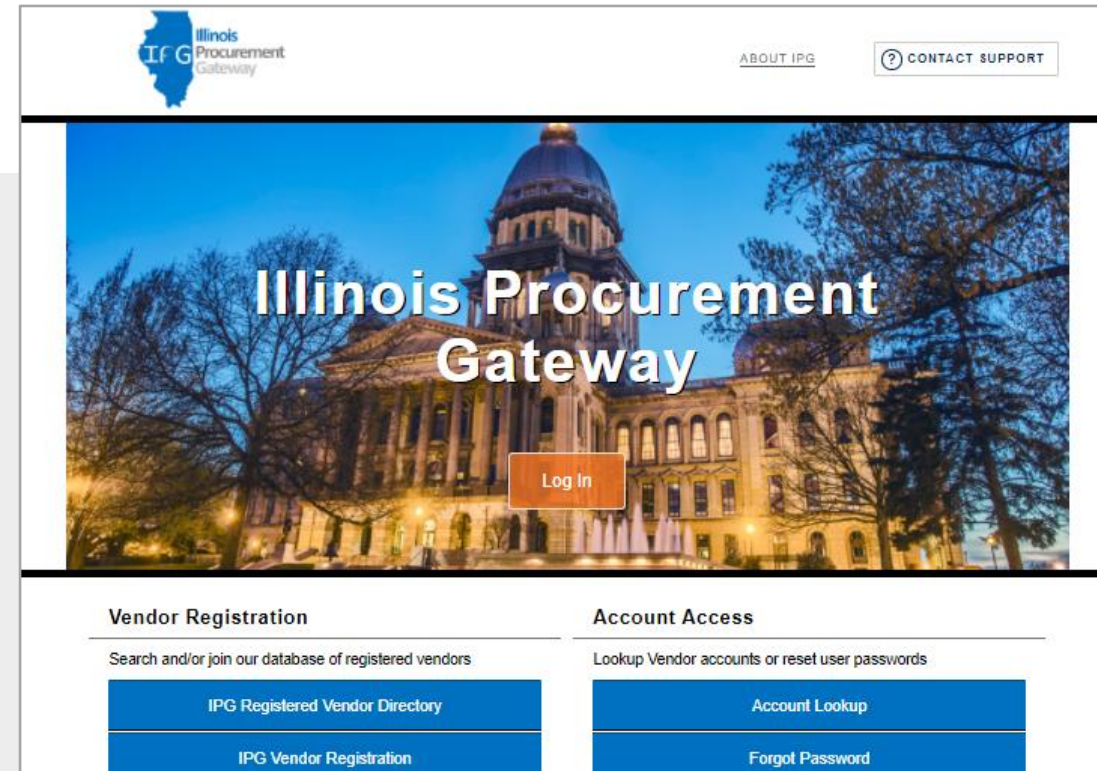 IPG
Illinois
Procurement
Gateway
ABOUT IPG
? CONTACT SUPPORT
Illinois Procurement
Gateway
Log In
Vendor Registration
Search and/or join our database of registered vendors
IPG Registered Vendor Directory
IPG Vendor Registration
Account Access
Lookup Vendor accounts or reset user passwords
Account Lookup
Forgot Password